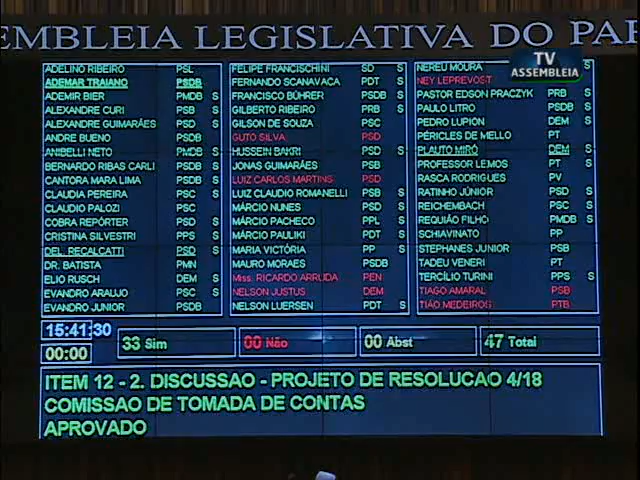 EMBLEIA LEGISLATIVA DO PAR
TV
ASSEMBLEIA
ADELINO RIBEIRO PSL
ADEMAR TRAIANO PSDB
ADEMIR BIER PMDB S
ALEXANDRE CURI PSB S
ALEXANDRE GUIMARÃES PSD S
ANDRE BUENO PSDB
ANIBELLI NETO PMDB S
BERNARDO RIBAS CARLI PSDB S
CANTORA MARA LIMA PSDB S
CLAUDIA PEREIRA PSC S
CLAUDIO PALOZI PSC
COBRA REPÓRTER PSD S
CRISTINA SILVESTRI PPS S
DEL. RECALCATTI PSD S
DR. BATISTA PMN
ELIO RUSCH DEM S
EVANDRO ARAUJO PSC S
EVANDRO JUNIOR PSDB
FELIPE FRANCISCHINI SD S
FERNANDO SCANAVACA PDT S
FRANCISCO BÜHRER PSDB S
GILBERTO RIBEIRO PRB S
GILSON DE SOUZA PSC
GUTO SILVA PSD
HUSSEIN BAKRI PSD S
JONAS GUIMARÃES PSB
LUIZ CARLOS MARTINS PSD
LUIZ CLAUDIO ROMANELLI PSB S
MÁRCIO NUNES PSD S
MÁRCIO PACHECO PPL S
MÁRCIO PAULIKI PDT S
MARIA VICTÓRIA PP S
MAURO MORAES PSDB
Miss. RICARDO ARRUDA PEN
NELSON JUSTUS DEM
NELSON LUERSEN PDT S
NEREU MOURA
NEY LEPREVOST
PASTOR EDSON PRACZYK PRB S
PAULO LITRO PSDB S
PEDRO LUPION DEM S
PÉRICLES DE MELLO PT
PLAUTO MIRÓ DEM S
PROFESSOR LEMOS PT S
RASCA RODRIGUES PV
RATINHO JÚNIOR PSD S
REICHEMBACH PSC S
REQUIÃO FILHO PMDB S
SCHIAVINATO PP
STEPHANES JUNIOR PSB
TADEU VENERI PT
TERCÍLIO TURINI PPS S
TIAGO AMARAL PSB
TIÃO MEDEIROS PTB
15:41:30
00:00
33 Sim
00 Não
00 Abst
47 Total
ITEM 12 - 2. DISCUSSAO - PROJETO DE RESOLUCAO 4/18
COMISSAO DE TOMADA DE CONTAS
APROVADO